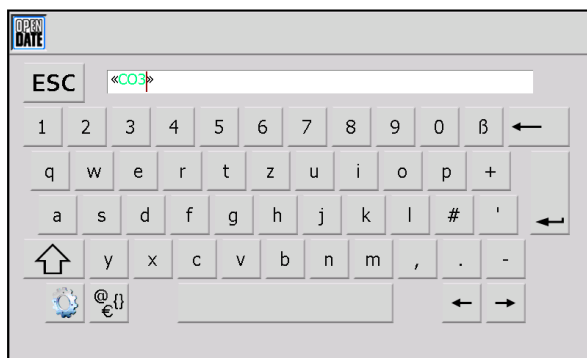 OPEN
DATE
ESC «CO3»
1 2 3 4 5 6 7 8 9 0 ß
q w e r t z u i o p +
a s d f g h j k l # '
y x c v b n m , . -
@ € {}